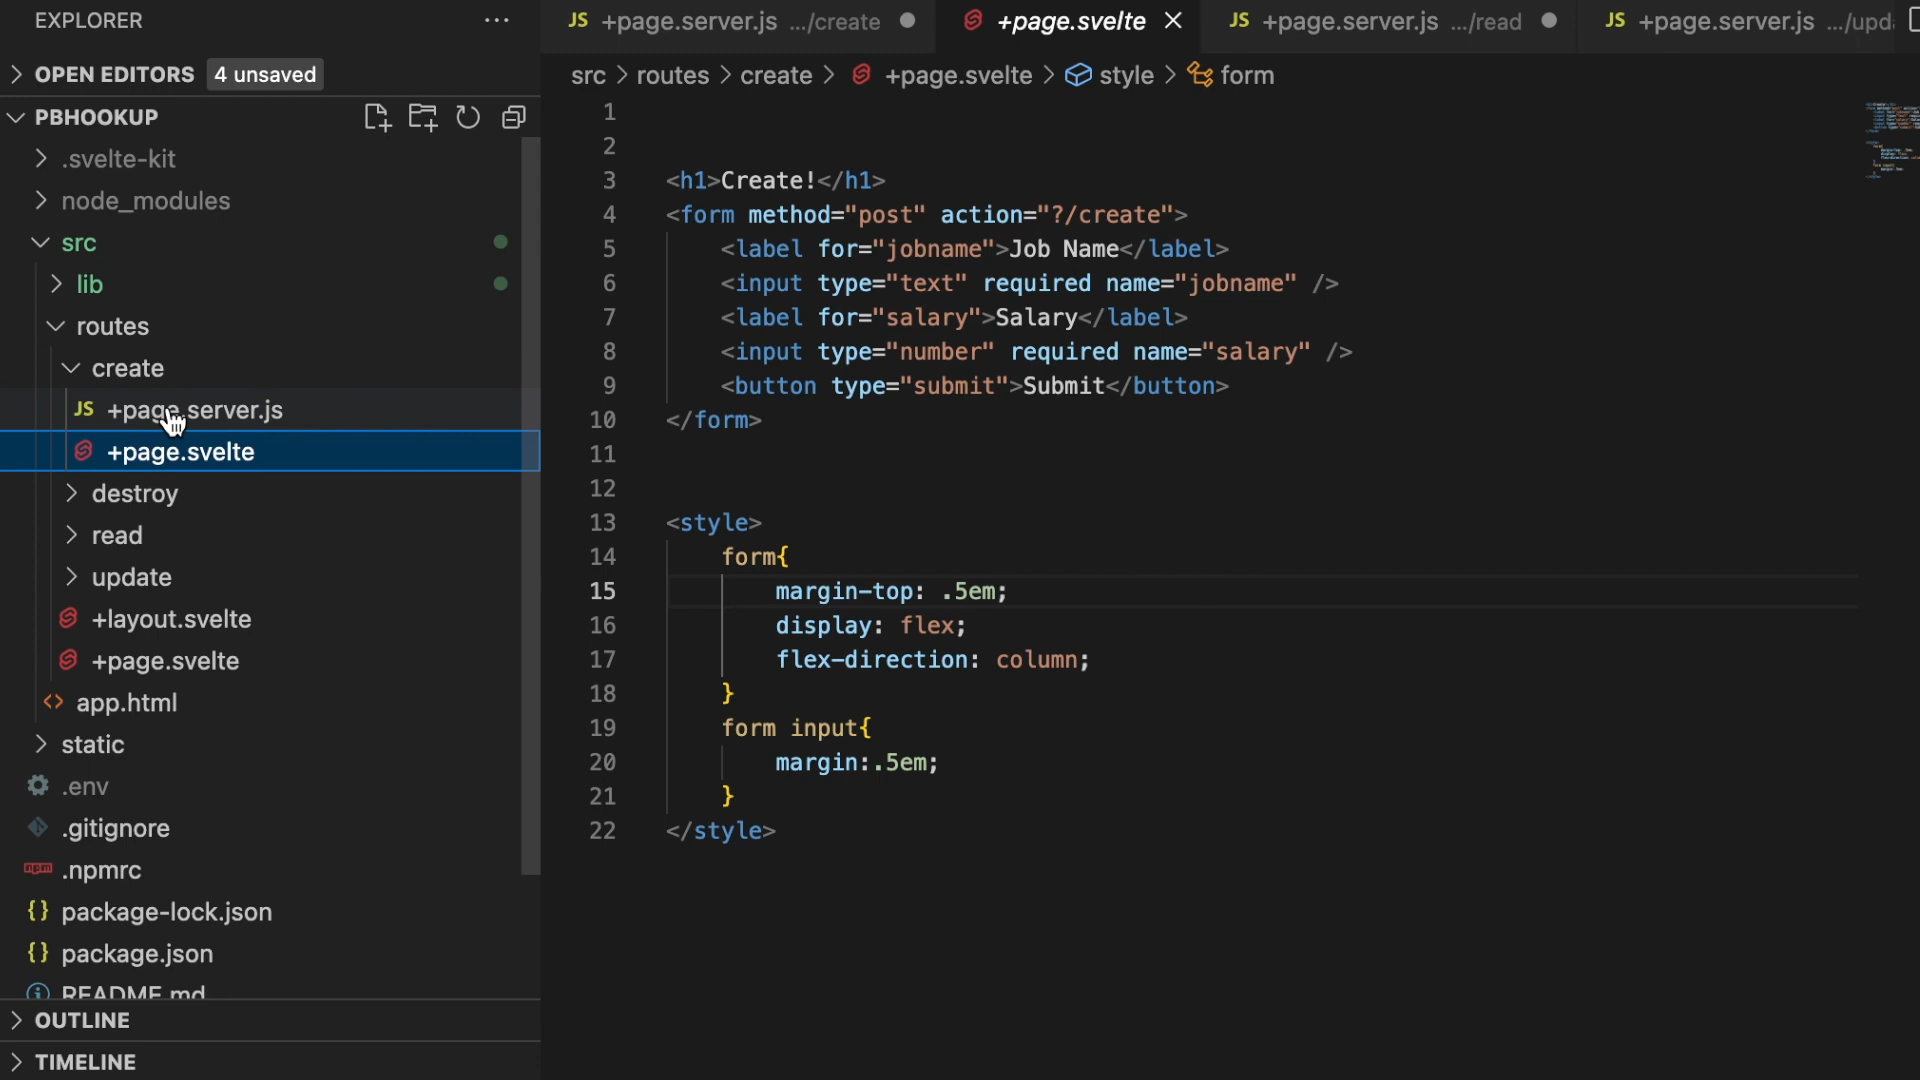 EXPLORER
OPEN EDITORS 4 unsaved
PBHOOKUP
.svelte-kit
node_modules
src
lib
routes
create
JS +page.server.js
+page.svelte
destroy
read
update
+layout.svelte
+page.svelte
<> app.html
static
.env
.gitignore
npm .npmrc
{} package-lock.json
{} package.json
README.md
OUTLINE
TIMELINE
JS +page.server.js .../create
+page.svelte
JS +page.server.js .../read
JS +page.server.js .../upd
src > routes > create > +page.svelte > style > form
1
2
3 <h1>Create!</h1>
4 <form method="post" action="?/create">
5 <label for="jobname">Job Name</label>
6 <input type="text" required name="jobname" />
7 <label for="salary">Salary</label>
8 <input type="number" required name="salary" />
9 <button type="submit">Submit</button>
10 </form>
11
12
13 <style>
14 form{
15 margin-top: .5em;
16 display: flex;
17 flex-direction: column;
18 }
19 form input{
20 margin:.5em;
21 }
22 </style>